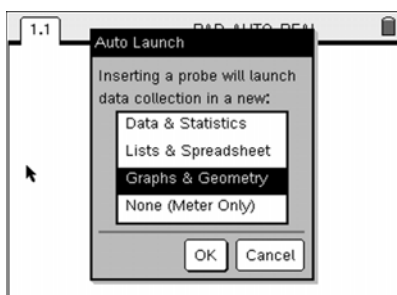 1.1
RAD AUTO REAL
Auto Launch
Inserting a probe will launch
data collection in a new:
Data & Statistics
Lists & Spreadsheet
Graphs & Geometry
None (Meter Only)
OK Cancel